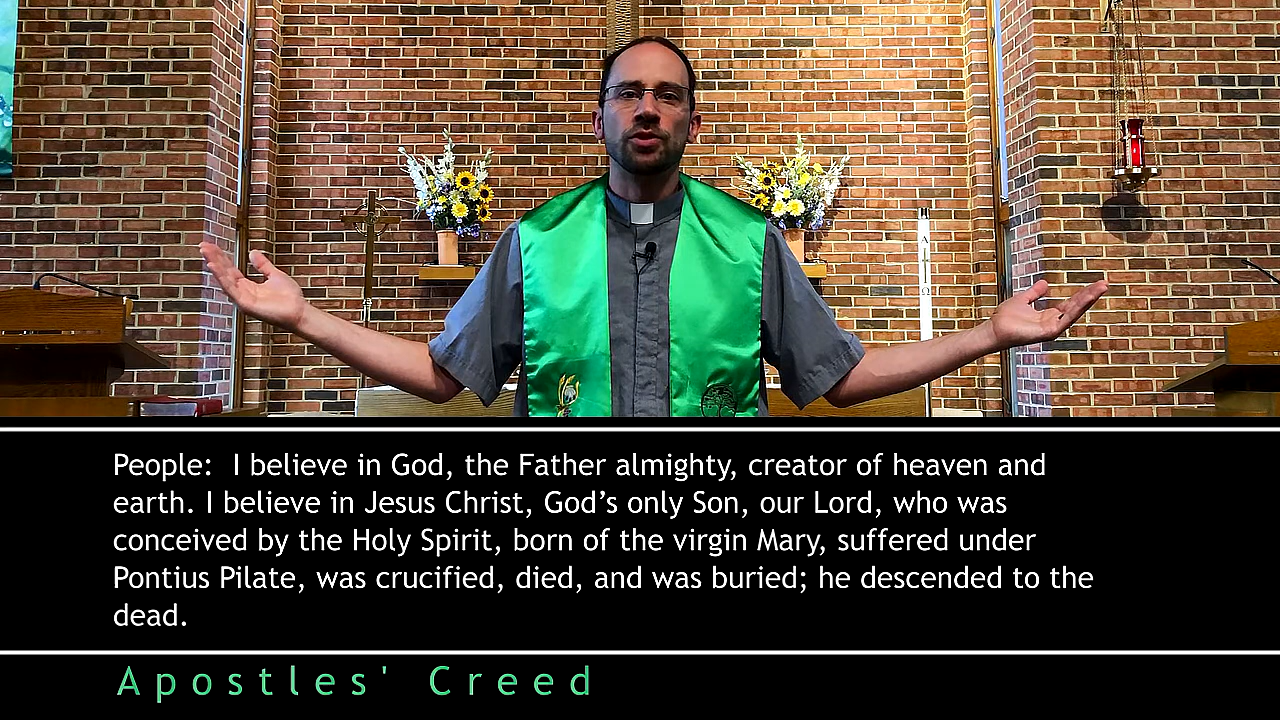 People:  I believe in God, the Father almighty, creator of heaven and
earth. I believe in Jesus Christ, God’s only Son, our Lord, who was
conceived by the Holy Spirit, born of the virgin Mary, suffered under
Pontius Pilate, was crucified, died, and was buried; he descended to the
dead.
Apostles' Creed